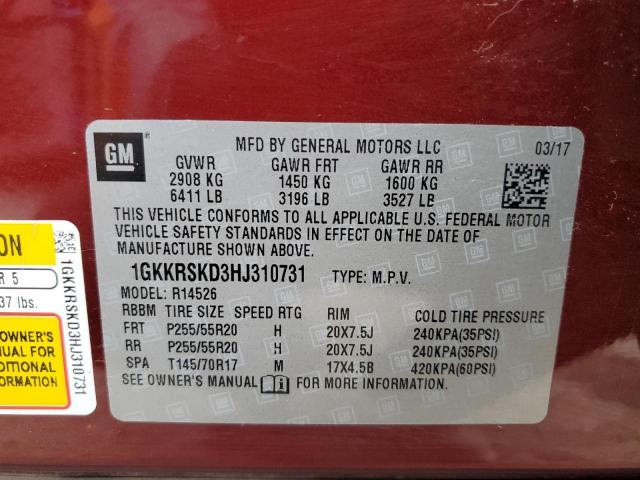 GM
MFD BY GENERAL MOTORS LLC 03/17
GVWR GAWR FRT GAWR RR
2908 KG 1450 KG 1600 KG
6411 LB 3196 LB 3527 LB
THIS VEHICLE CONFORMS TO ALL APPLICABLE U.S. FEDERAL MOTOR
VEHICLE SAFETY STANDARDS IN EFFECT ON THE DATE OF
MANUFACTURE SHOWN ABOVE.
1GKKRSKD3HJ310731 TYPE: M.P.V.
MODEL: R14526
RBBM TIRE SIZE SPEED RTG RIM COLD TIRE PRESSURE
FRT P255/55R20 H 20X7.5J 240KPA(35PSI)
RR P255/55R20 H 20X7.5J 240KPA(35PSI)
SPA T145/70R17 M 17X4.5B 420KPA(60PSI)
SEE OWNER'S MANUAL FOR MORE INFORMATION
ON
R 5
37 lbs.
OWNER'S
NUAL FOR
DITIONAL
ORMATION
1GKKRSKD3HJ310731